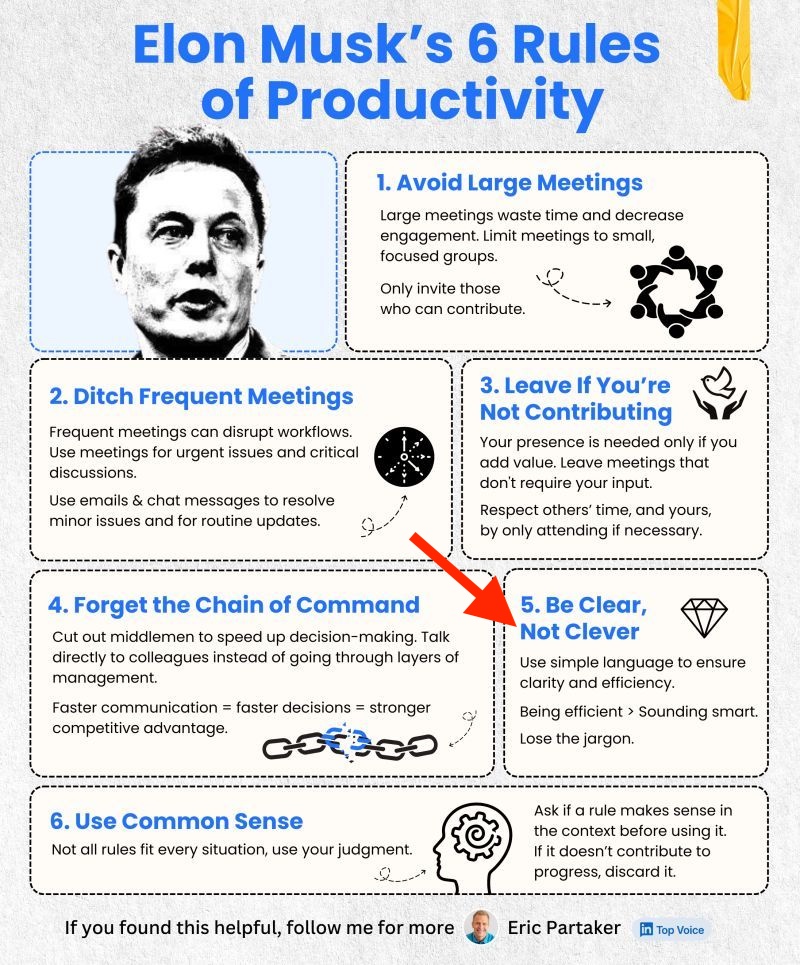 Elon Musk’s 6 Rules
of Productivity
1. Avoid Large Meetings
Large meetings waste time and decrease
engagement. Limit meetings to small,
focused groups.
Only invite those
who can contribute.
2. Ditch Frequent Meetings
Frequent meetings can disrupt workflows.
Use meetings for urgent issues and critical
discussions.
Use emails & chat messages to resolve
minor issues and for routine updates.
3. Leave If You’re
Not Contributing
Your presence is needed only if you
add value. Leave meetings that
don't require your input.
Respect others’ time, and yours,
by only attending if necessary.
4. Forget the Chain of Command
Cut out middlemen to speed up decision-making. Talk
directly to colleagues instead of going through layers of
management.
Faster communication = faster decisions = stronger
competitive advantage.
5. Be Clear,
Not Clever
Use simple language to ensure
clarity and efficiency.
Being efficient > Sounding smart.
Lose the jargon.
6. Use Common Sense
Not all rules fit every situation, use your judgment.
Ask if a rule makes sense in
the context before using it.
If it doesn’t contribute to
progress, discard it.
If you found this helpful, follow me for more Eric Partaker in Top Voice